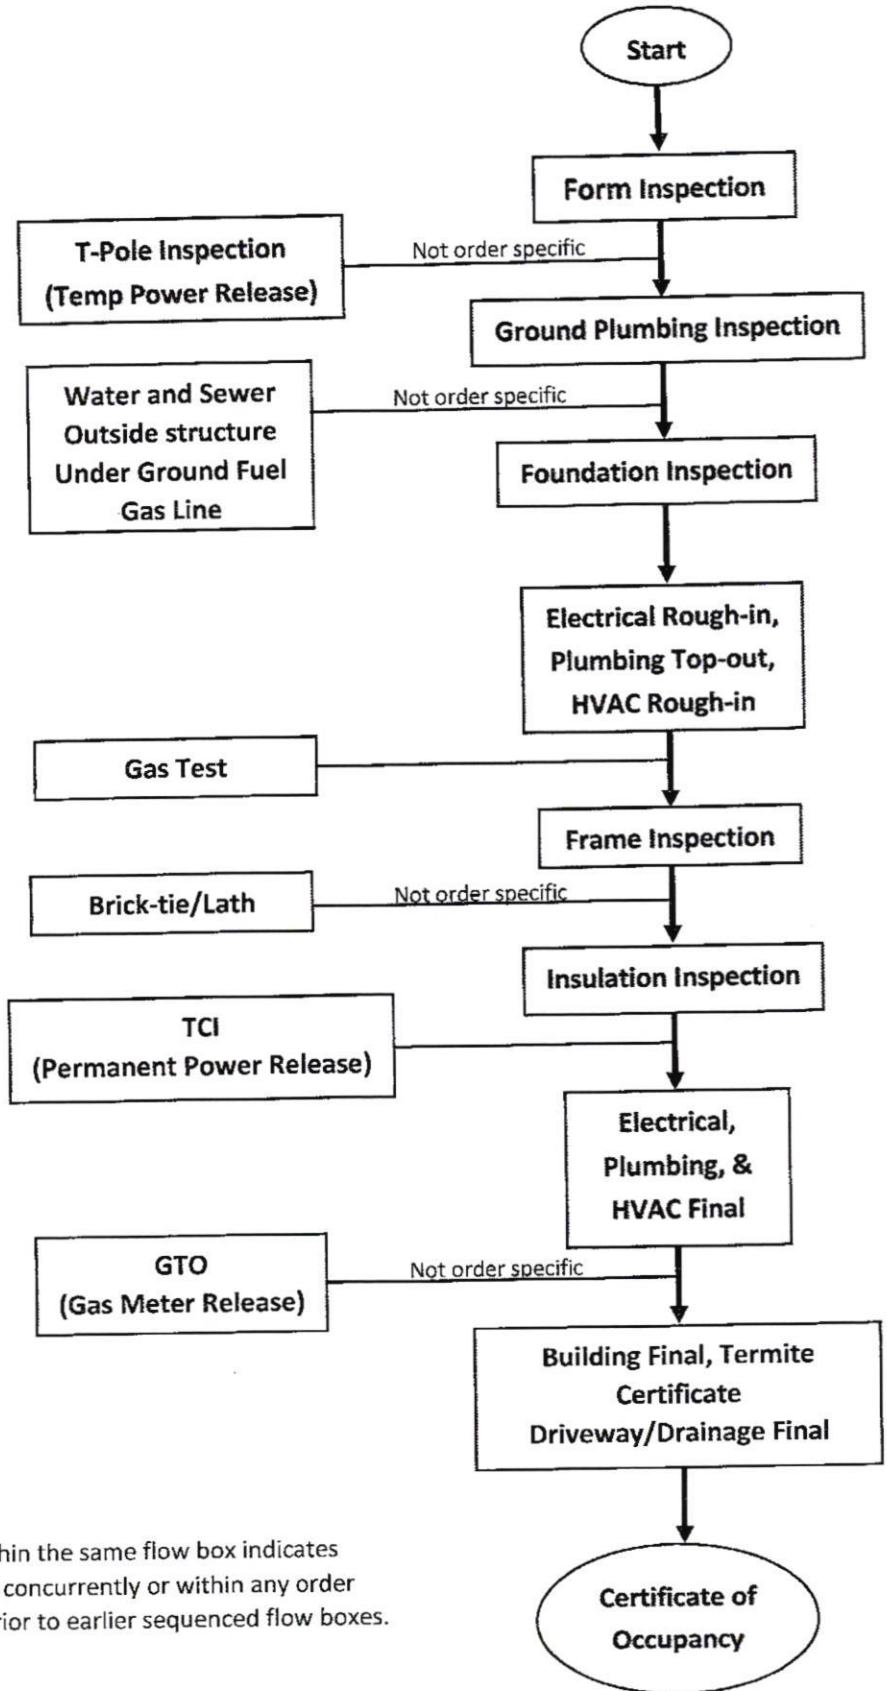 Start
Form Inspection
T-Pole Inspection
(Temp Power Release)
Not order specific
Ground Plumbing Inspection
Water and Sewer
Outside structure
Under Ground Fuel
Gas Line
Not order specific
Foundation Inspection
Electrical Rough-in,
Plumbing Top-out,
HVAC Rough-in
Gas Test
Frame Inspection
Brick-tie/Lath
Not order specific
Insulation Inspection
TCI
(Permanent Power Release)
Electrical,
Plumbing, &
HVAC Final
GTO
(Gas Meter Release)
Not order specific
Building Final, Termite
Certificate
Driveway/Drainage Final
the same flow box indicates
concurrently or within any order
to earlier sequenced flow boxes.
Certificate of
Occupancy